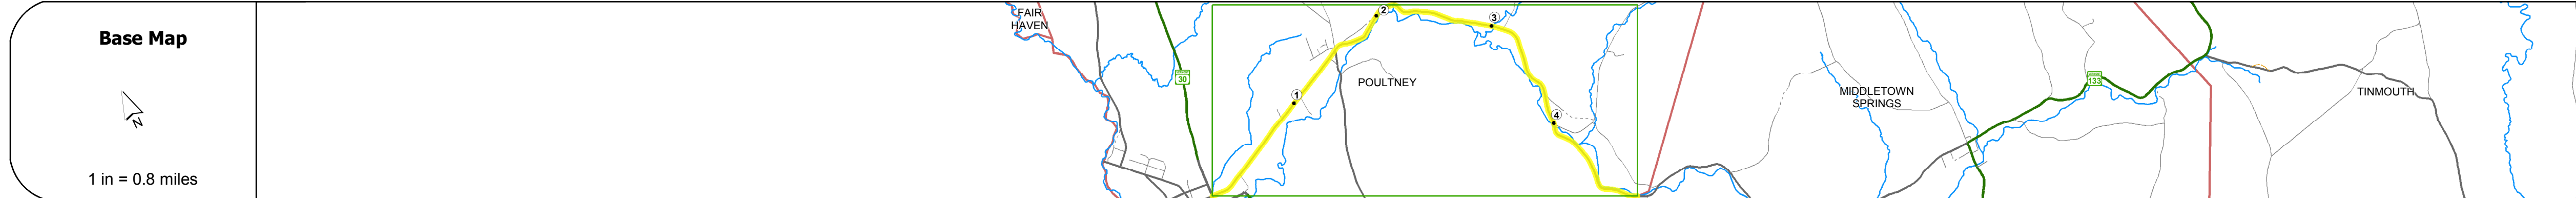 Base Map
N
1 in = 0.8 miles
FAIR
HAVEN
30
1
2
3
4
POULTNEY
MIDDLETOWN
SPRINGS
133
TINMOUTH